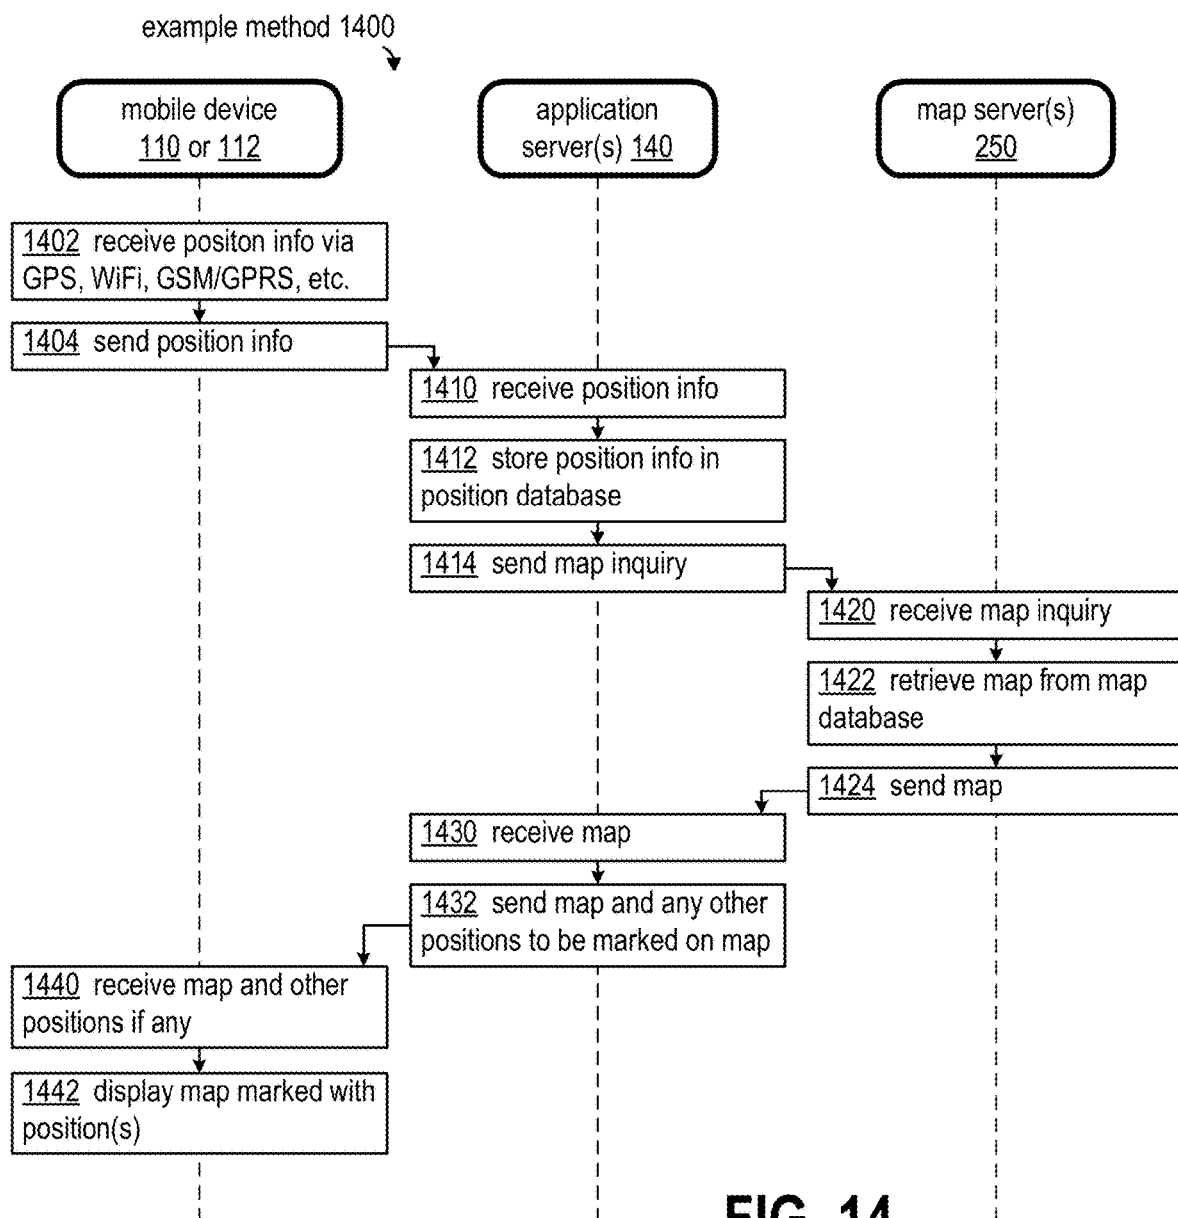 example method 1400
mobile device
110 or 112
application
server(s) 140
map server(s)
250
1402 receive positon info via
GPS, WiFi, GSM/GPRS, etc.
1404 send position info
1410 receive position info
1412 store position info in
position database
1414 send map inquiry
1420 receive map inquiry
1422 retrieve map from map
database
1424 send map
1430 receive map
1432 send map and any other
positions to be marked on map
1440 receive map and other
positions if any
1442 display map marked with
position(s)
FIG. 14